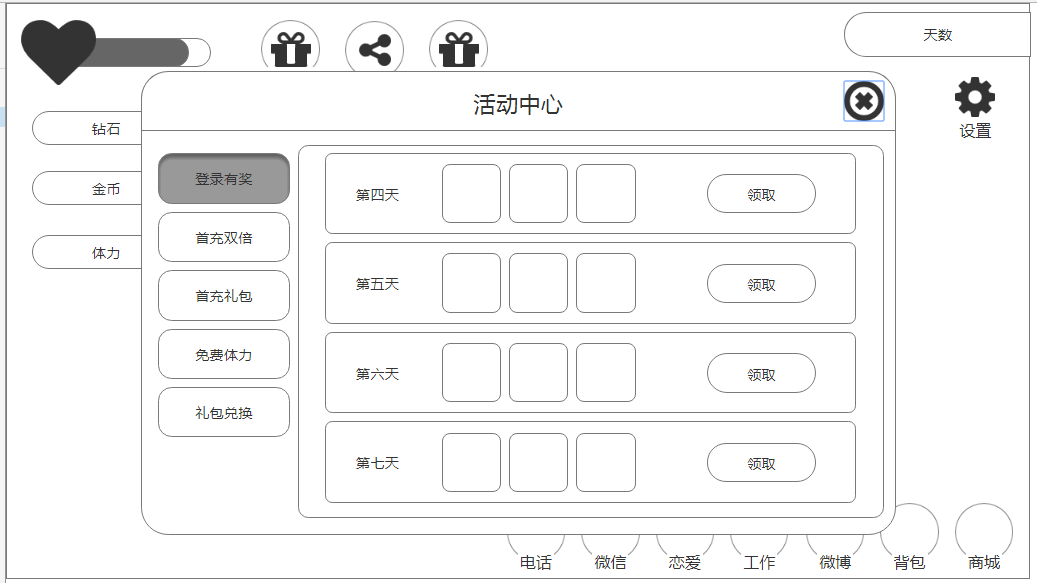 天数
活动中心
设置
钻石
金币
体力
登录有奖
首充双倍
首充礼包
免费体力
礼包兑换
第四天
领取
第五天
领取
第六天
领取
第七天
领取
电话
微信
恋爱
工作
微博
背包
商城